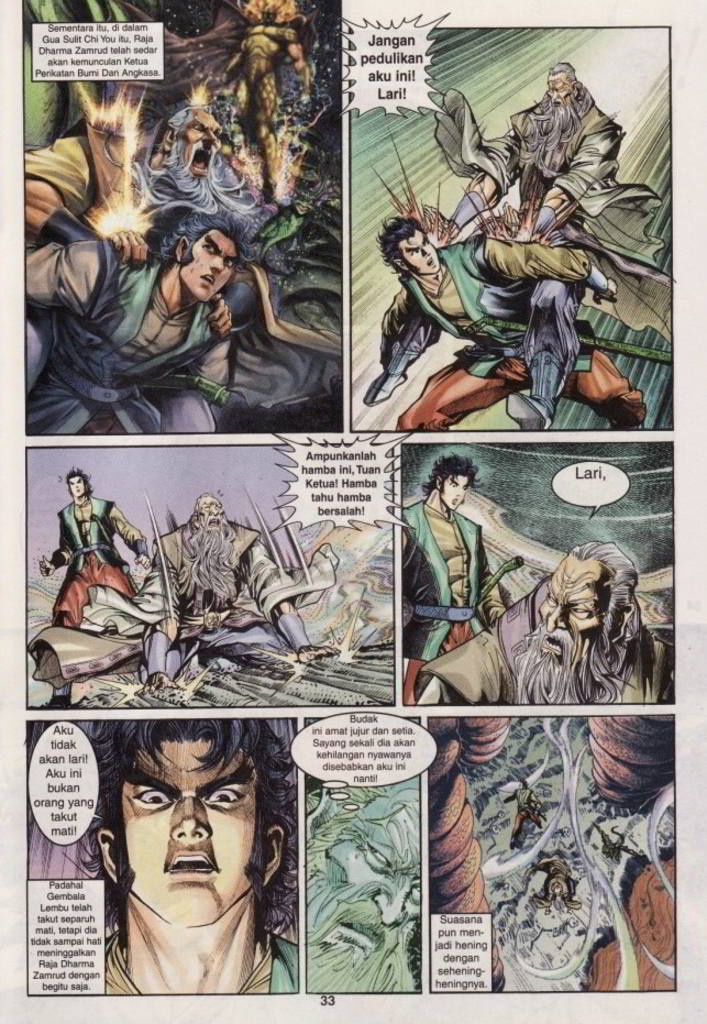 Sementara itu, di dalam
Gua Sulit Chi You itu, Raja
Dharma Zamrud telah sedar
akan kemunculan Ketua
Perikatan Bumi Dan Angkasa.
Jangan
pedulikan
aku ini!
Lari!
Ampunkanlah
hamba ini, Tuan
Ketua! Hamba
tahu hamba
bersalah!
Lari,
Aku
tidak
akan lari!
Aku ini
bukan
orang yang
takut
mati!
Padahal
Gembala
Lembu telah
takut separuh
mati, tetapi dia
tidak sampai hati
meninggalkan
Raja Dharma
Zamrud dengan
begitu saja.
Budak
ini amat jujur dan setia.
Sayang sekali dia akan
kehilangan nyawanya
disebabkan aku ini
nanti!
Suasana
pun men-
jadi hening
dengan
sehening-
heningnya.
33